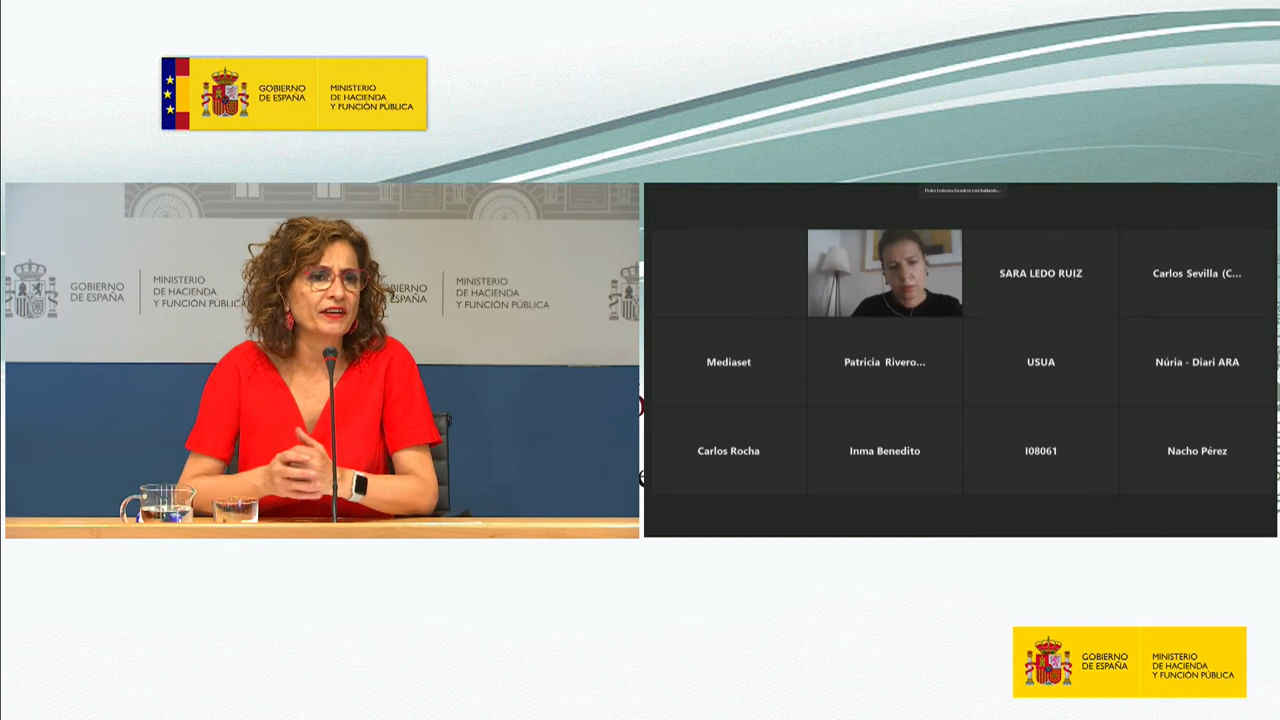 GOBIERNO
DE ESPAÑA
MINISTERIO
DE HACIENDA
Y FUNCIÓN PÚBLICA
GOBIERNO
DE ESPAÑA
MINISTERIO
DE HACIENDA
Y FUNCIÓN PÚBLICA
ESPAÑA
MINISTERIO
DE HACIENDA
Y FUNCIÓN PÚBLICA
SARA LEDO RUIZ
Carlos Sevilla (C...
Mediaset
Patricia Rivero...
USUA
Núria - Diari ARA
Carlos Rocha
Inma Benedito
I08061
Nacho Pérez
GOBIERNO
DE ESPAÑA
MINISTERIO
DE HACIENDA
Y FUNCIÓN PÚBLICA